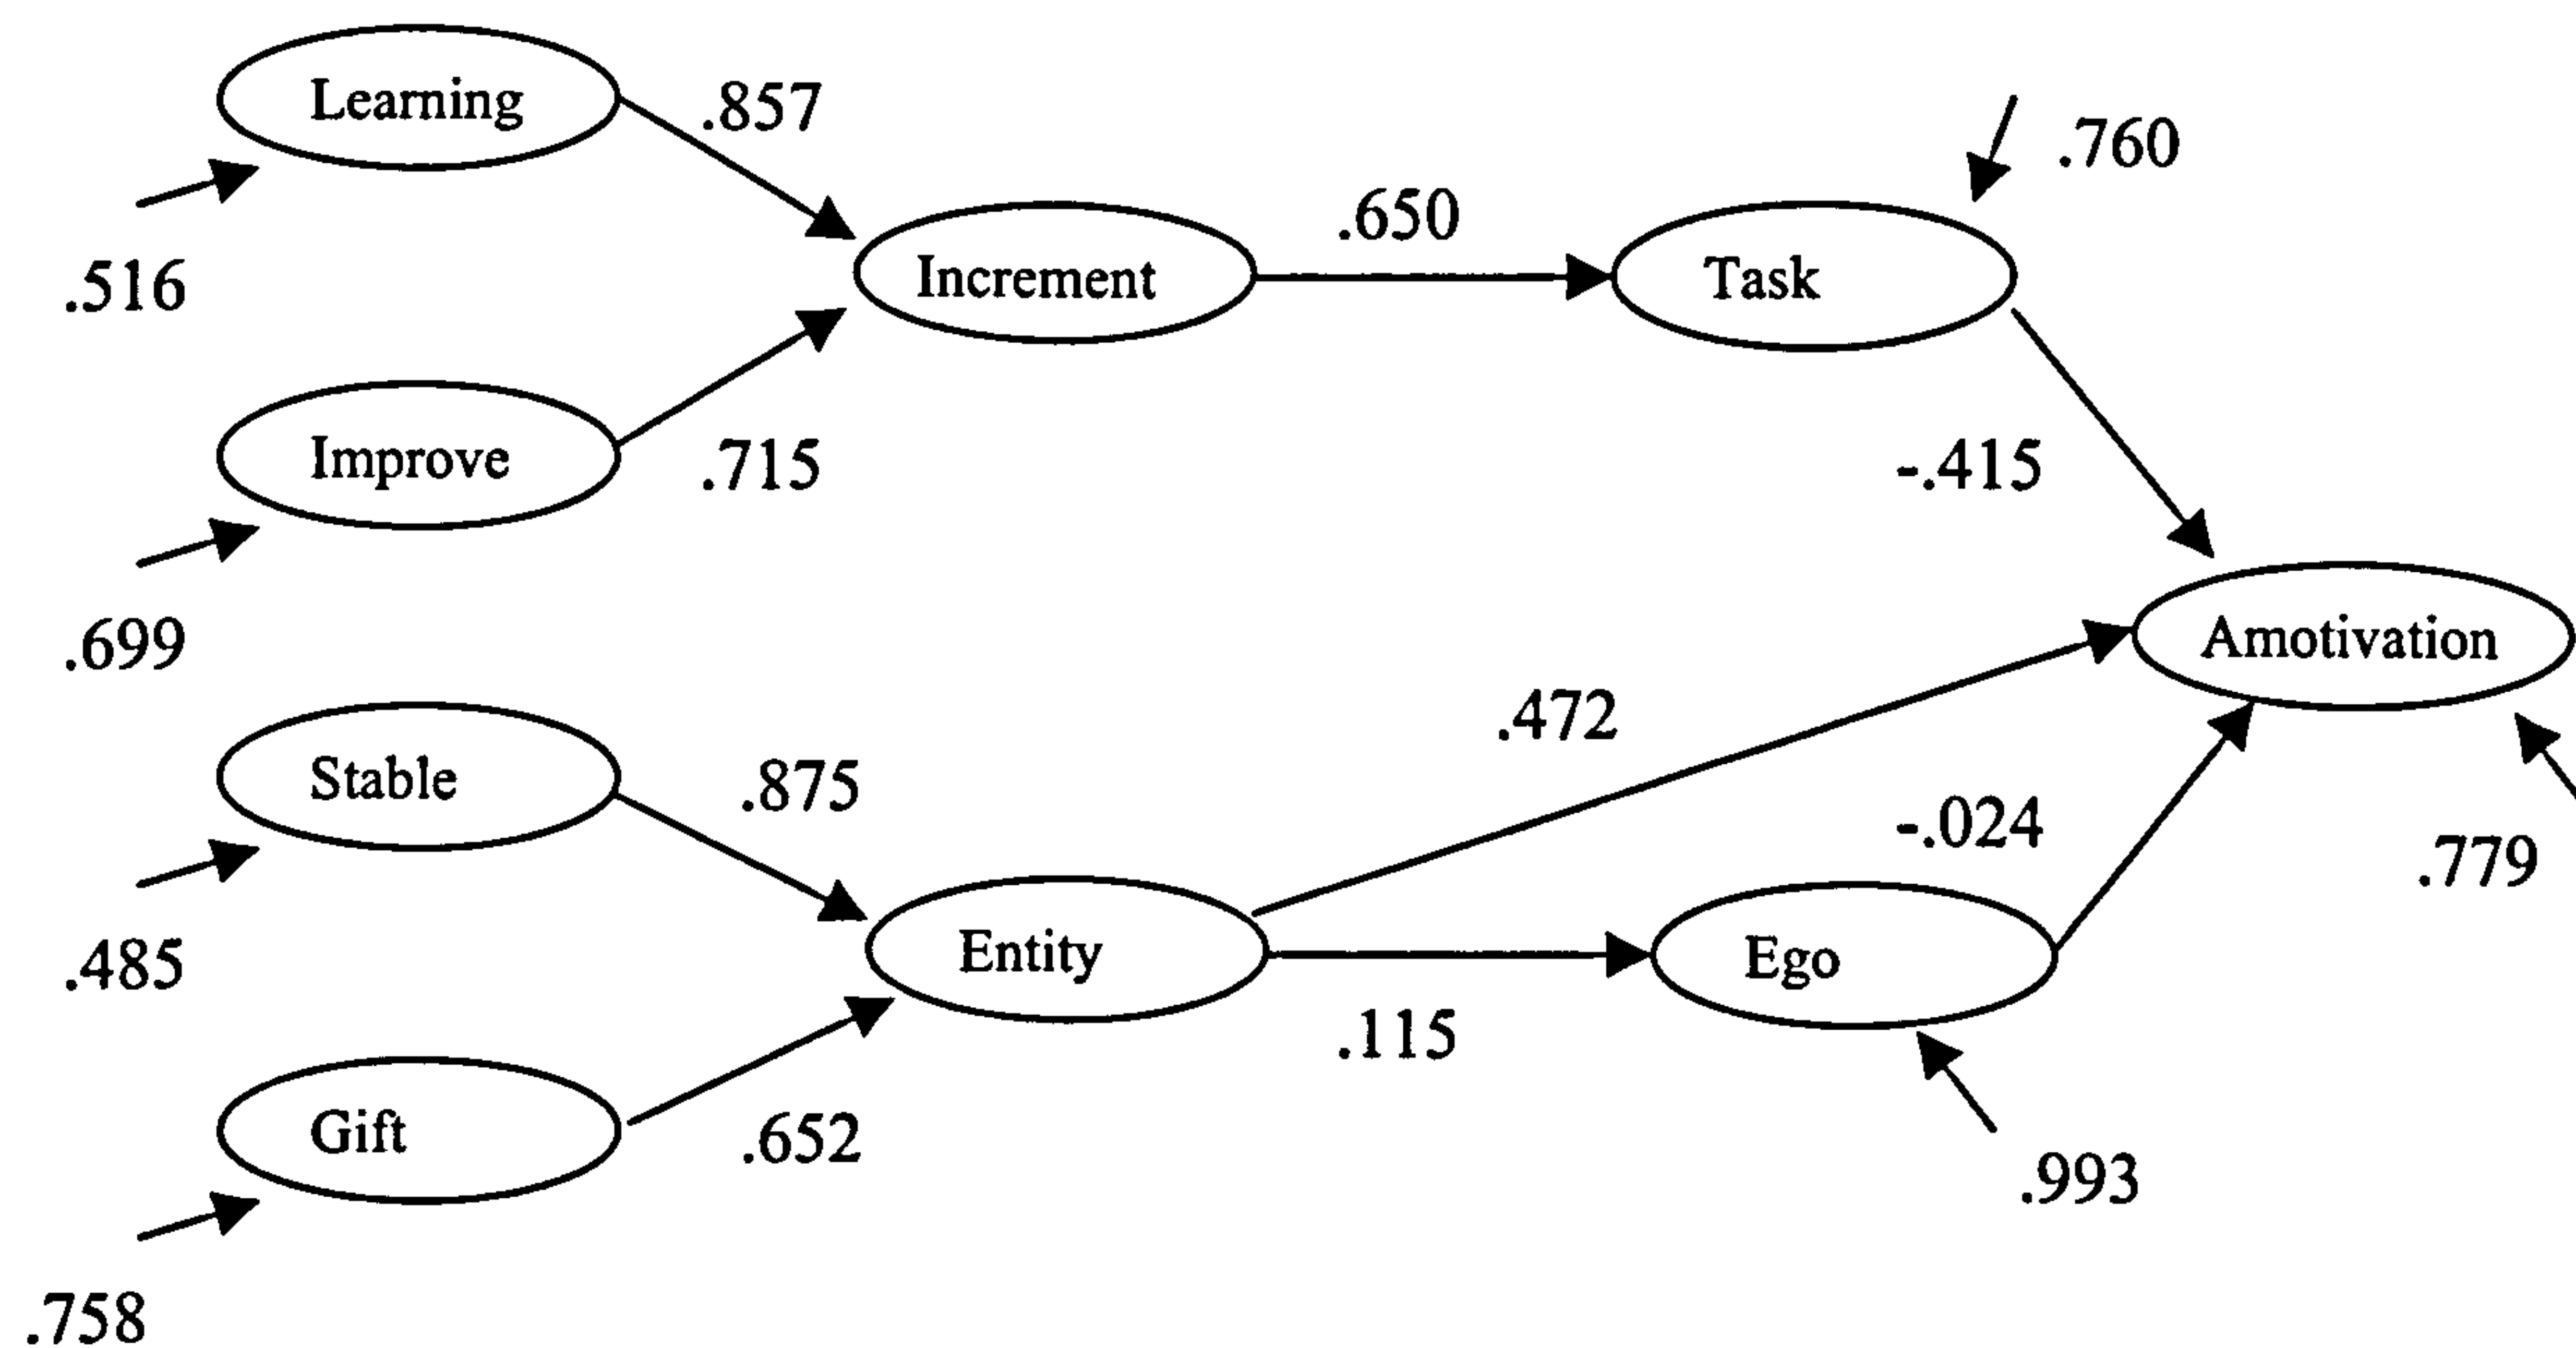 Learning
.857
.760
.516
.650
Increment
Task
Improve
.715
-.415
.699
Amotivation
.472
Stable
.875
-.024
.779
.485
Entity
Ego
.115
Gift
.652
.993
.758